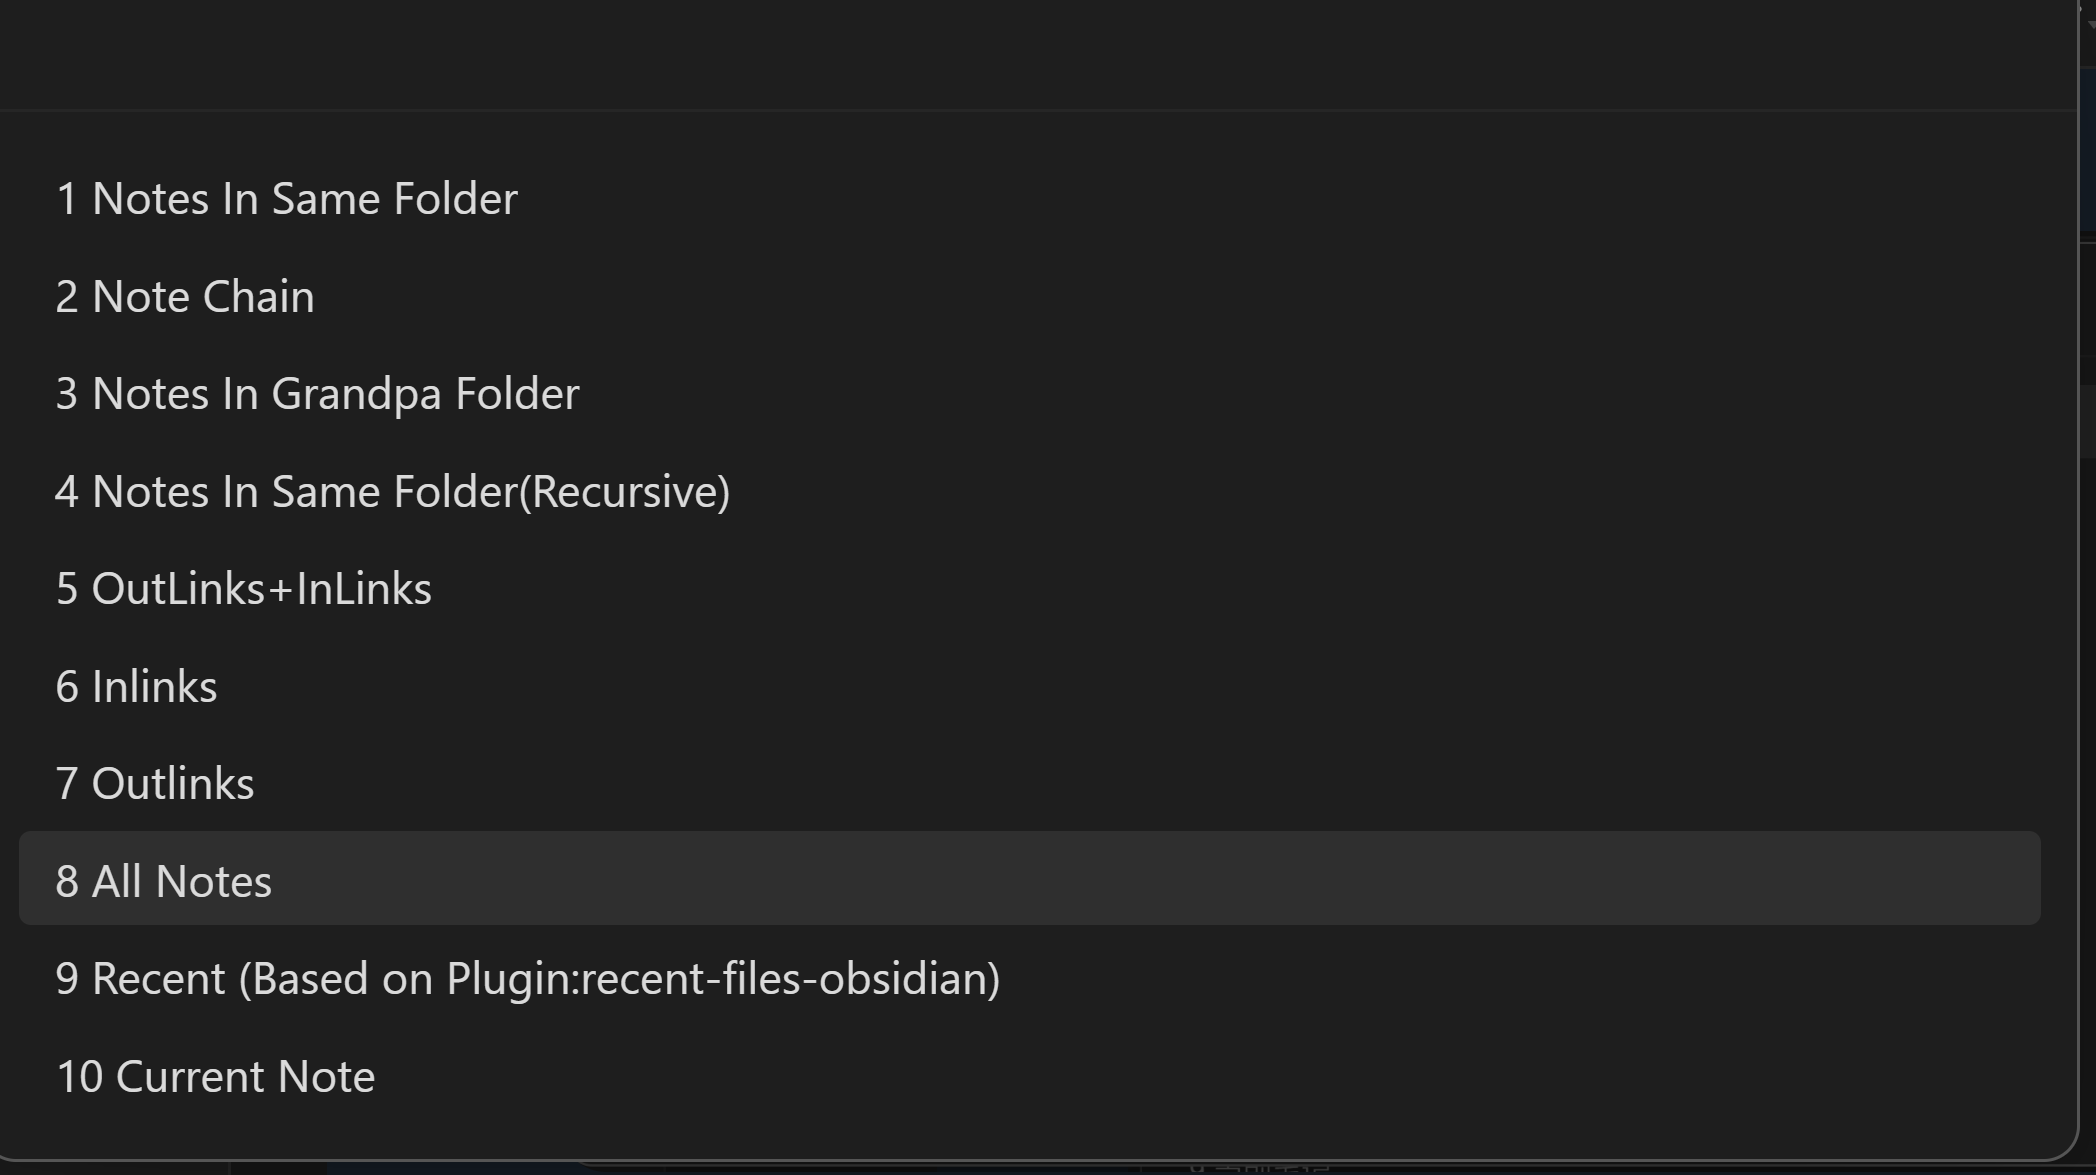 1 Notes In Same Folder
2 Note Chain
3 Notes In Grandpa Folder
4 Notes In Same Folder(Recursive)
5 OutLinks+InLinks
6 Inlinks
7 Outlinks
8 All Notes
9 Recent (Based on Plugin:recent-files-obsidian)
10 Current Note